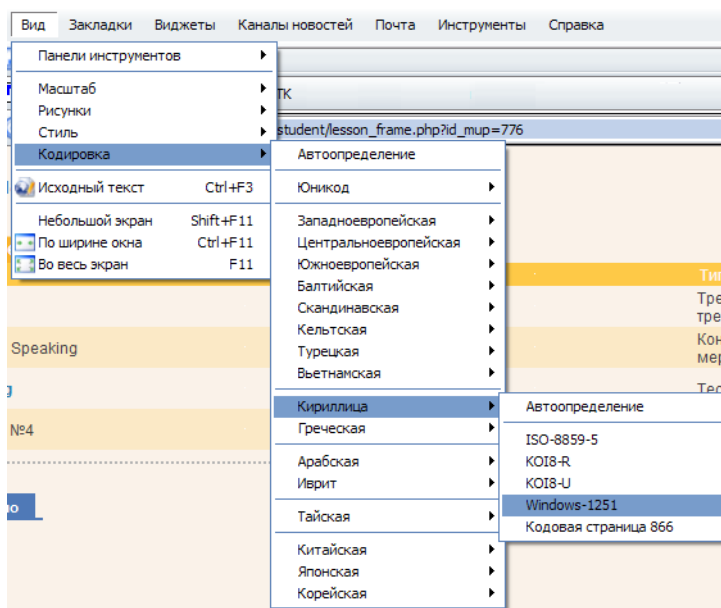 Вид Закладки Виджеты Каналы новостей Почта Инструменты Справка
Панели инструментов
Масштаб
Рисунки
Стиль
Кодировка
Исходный текст Ctrl+F3
Небольшой экран Shift+F11
По ширине окна Ctrl+F11
Во весь экран F11
ТК
student/lesson_frame.php?id_mup=776
Автоопределение
Юникод
Западноевропейская
Центральноевропейская
Южноевропейская
Балтийская
Скандинавская
Кельтская
Турецкая
Вьетнамская
Кириллица
Греческая
Арабская
Иврит
Тайская
Китайская
Японская
Корейская
Автоопределение
ISO-8859-5
KOI8-R
KOI8-U
Windows-1251
Кодовая страница 866
Speaking
№4